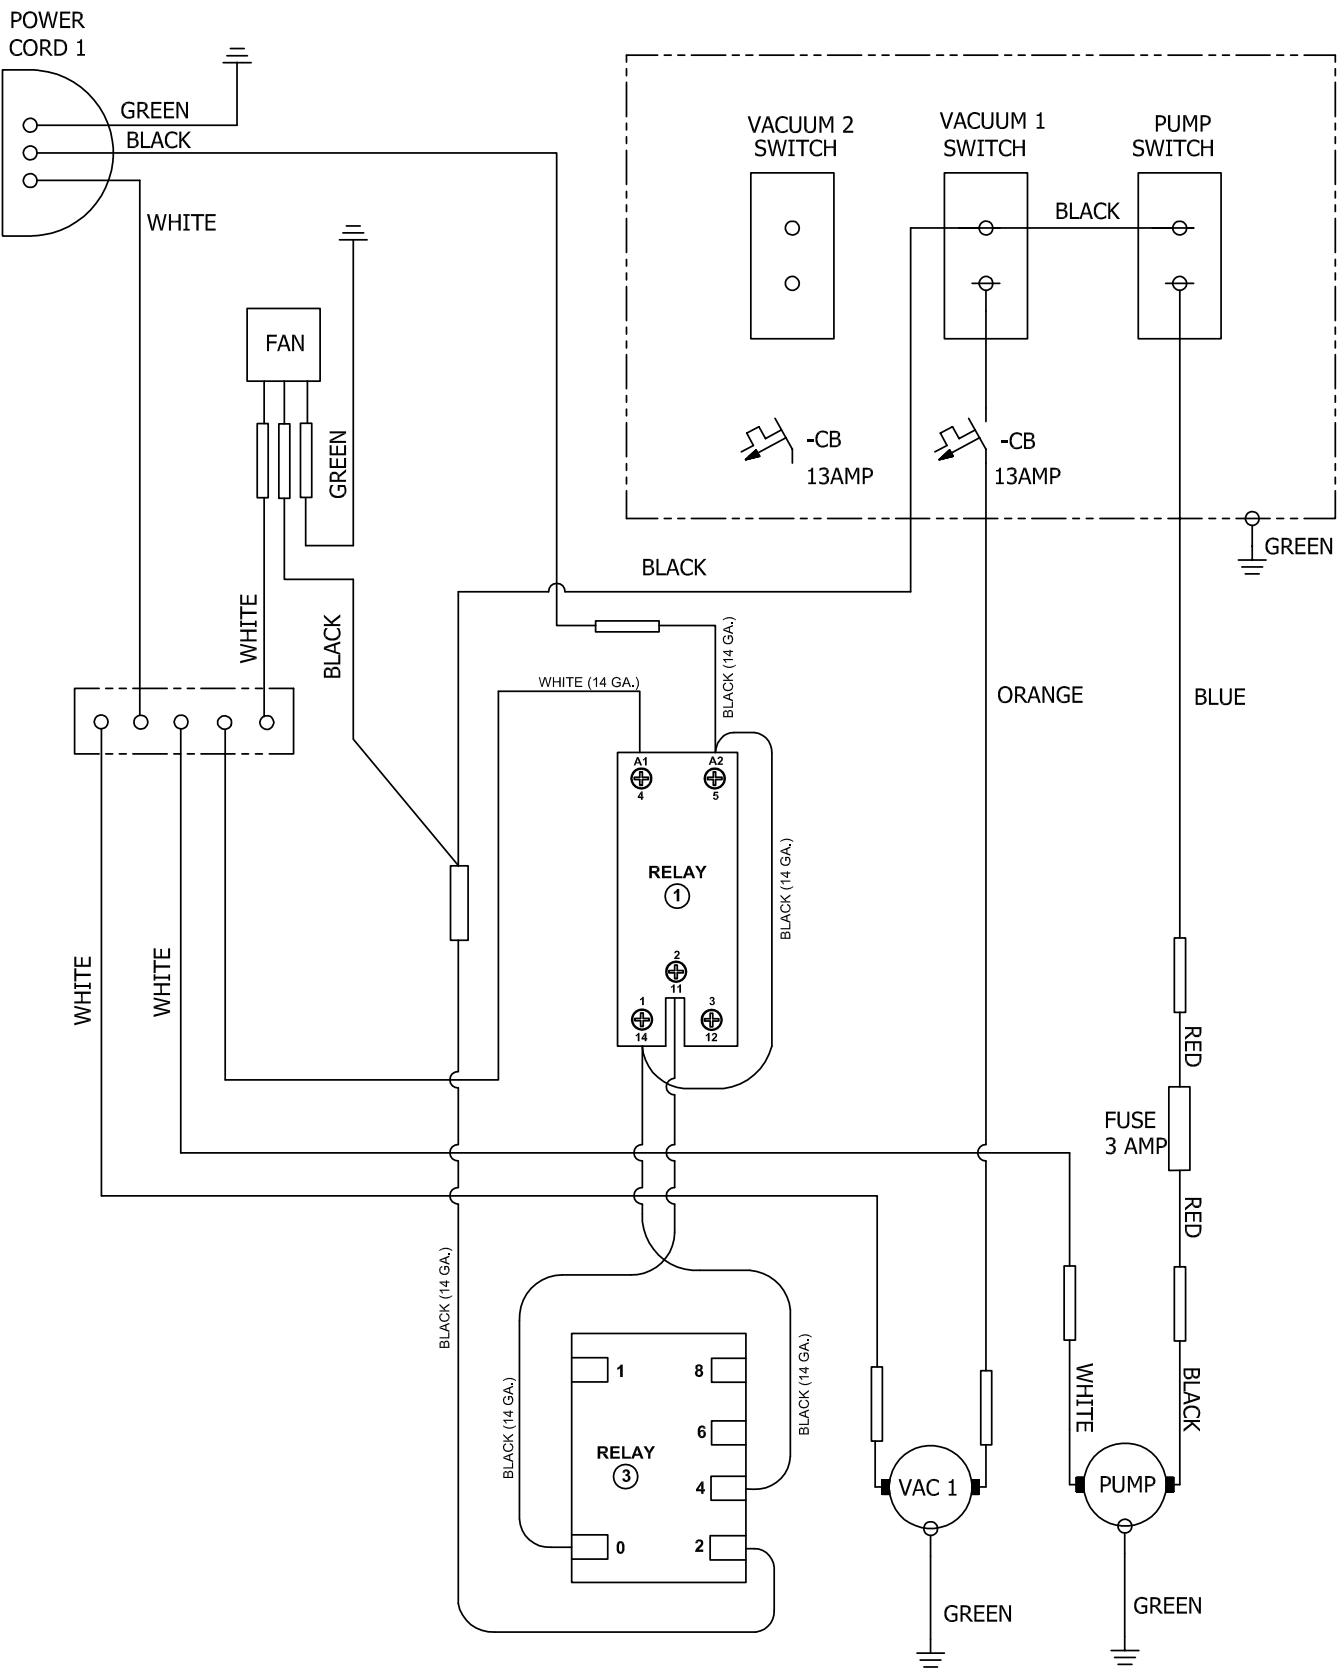 POWER
CORD 1
GREEN
BLACK
WHITE
VACUUM 2
SWITCH
VACUUM 1
SWITCH
PUMP
SWITCH
BLACK
FAN
GREEN
-CB
13AMP
-CB
13AMP
GREEN
BLACK
WHITE
BLACK
BLACK (14 GA.)
WHITE (14 GA.)
ORANGE
BLUE
A1
4
A2
5
RELAY
1
BLACK (14 GA.)
2
11
1
14
3
12
WHITE
WHITE
RED
FUSE
3 AMP
RED
BLACK (14 GA.)
BLACK (14 GA.)
BLACK (14 GA.)
1
8
6
RELAY
3
4
0
2
WHITE
BLACK
VAC 1
PUMP
GREEN
GREEN